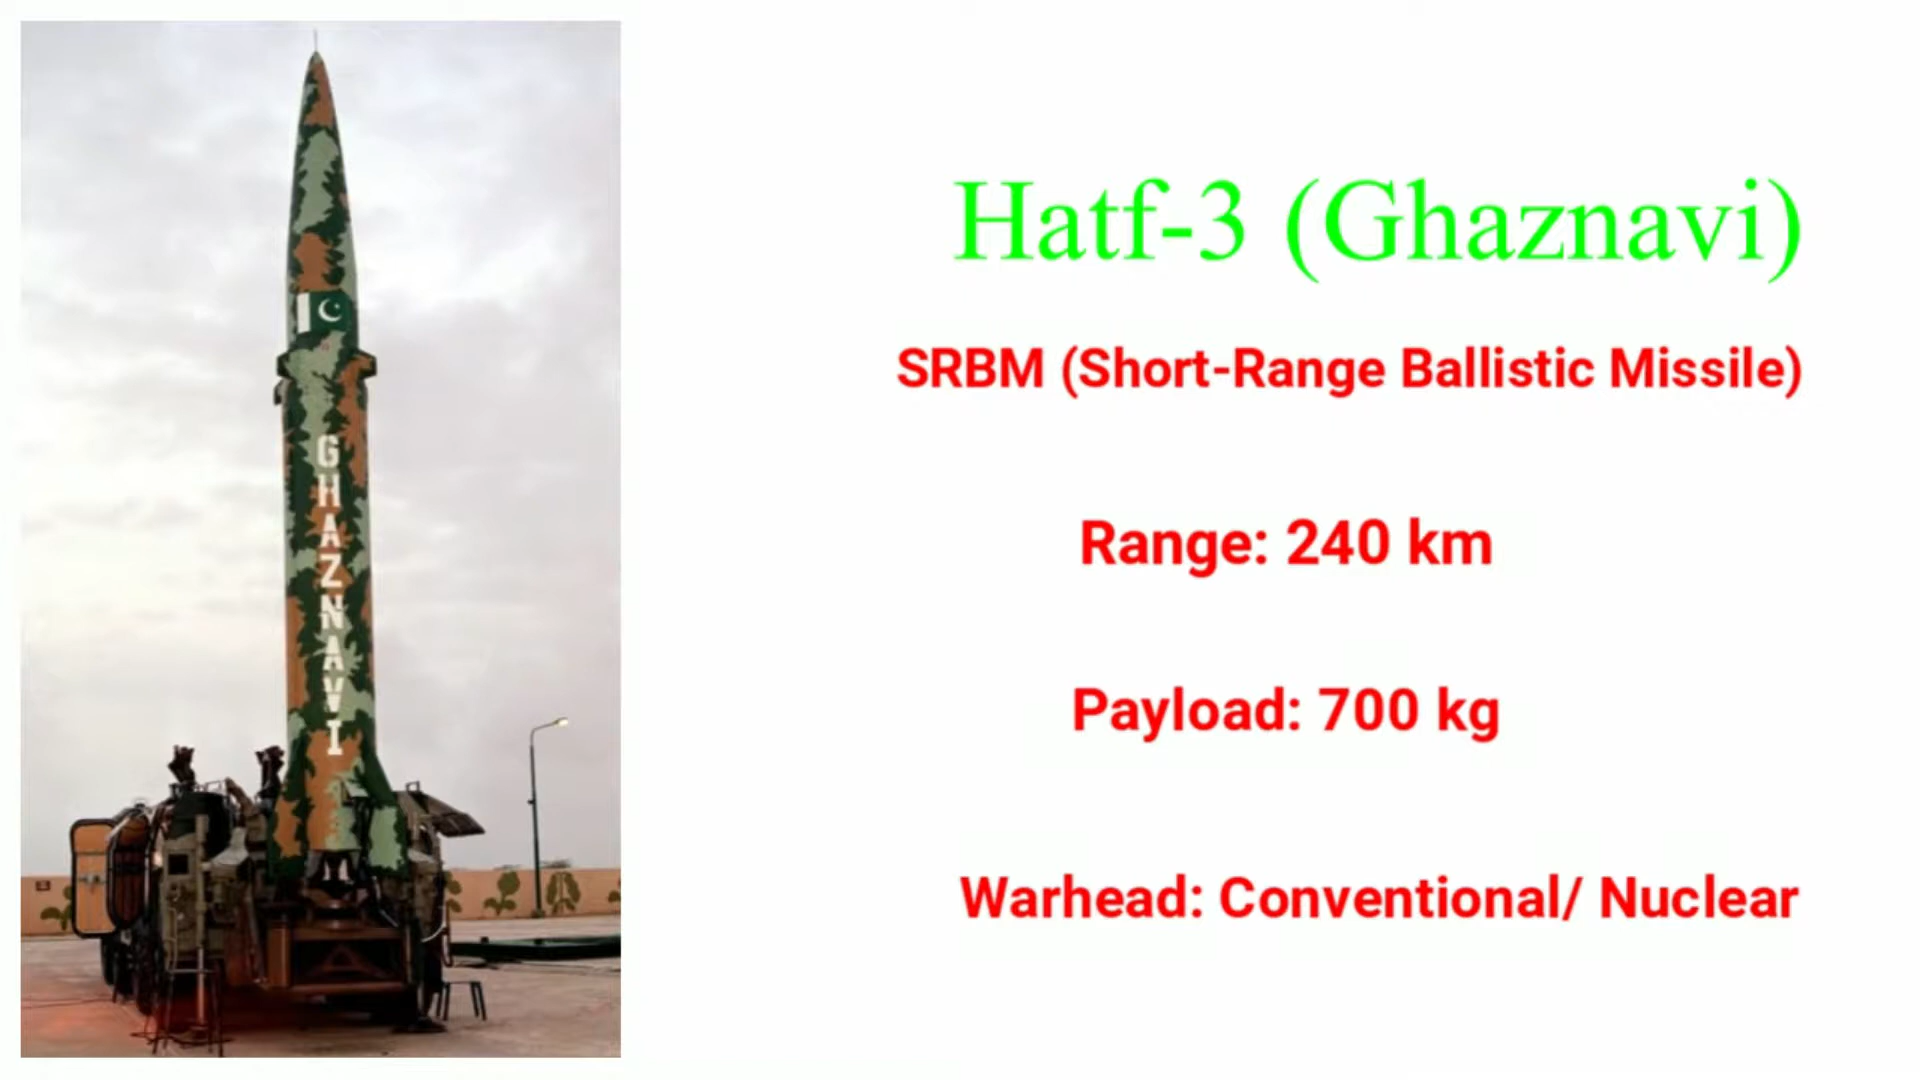 GHAZNAVI
Hatf-3 (Ghaznavi)
SRBM (Short-Range Ballistic Missile)
Range: 240 km
Payload: 700 kg
Warhead: Conventional/ Nuclear